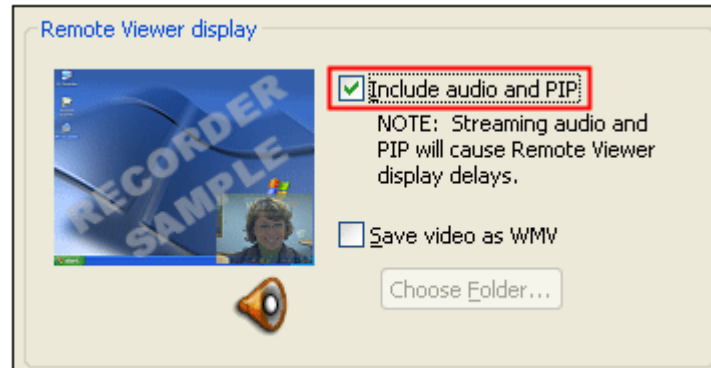 Remote Viewer display
RECORDER
SAMPLE
Include audio and PIP
NOTE: Streaming audio and
PIP will cause Remote Viewer
display delays.
Save video as WMV
Choose Folder...